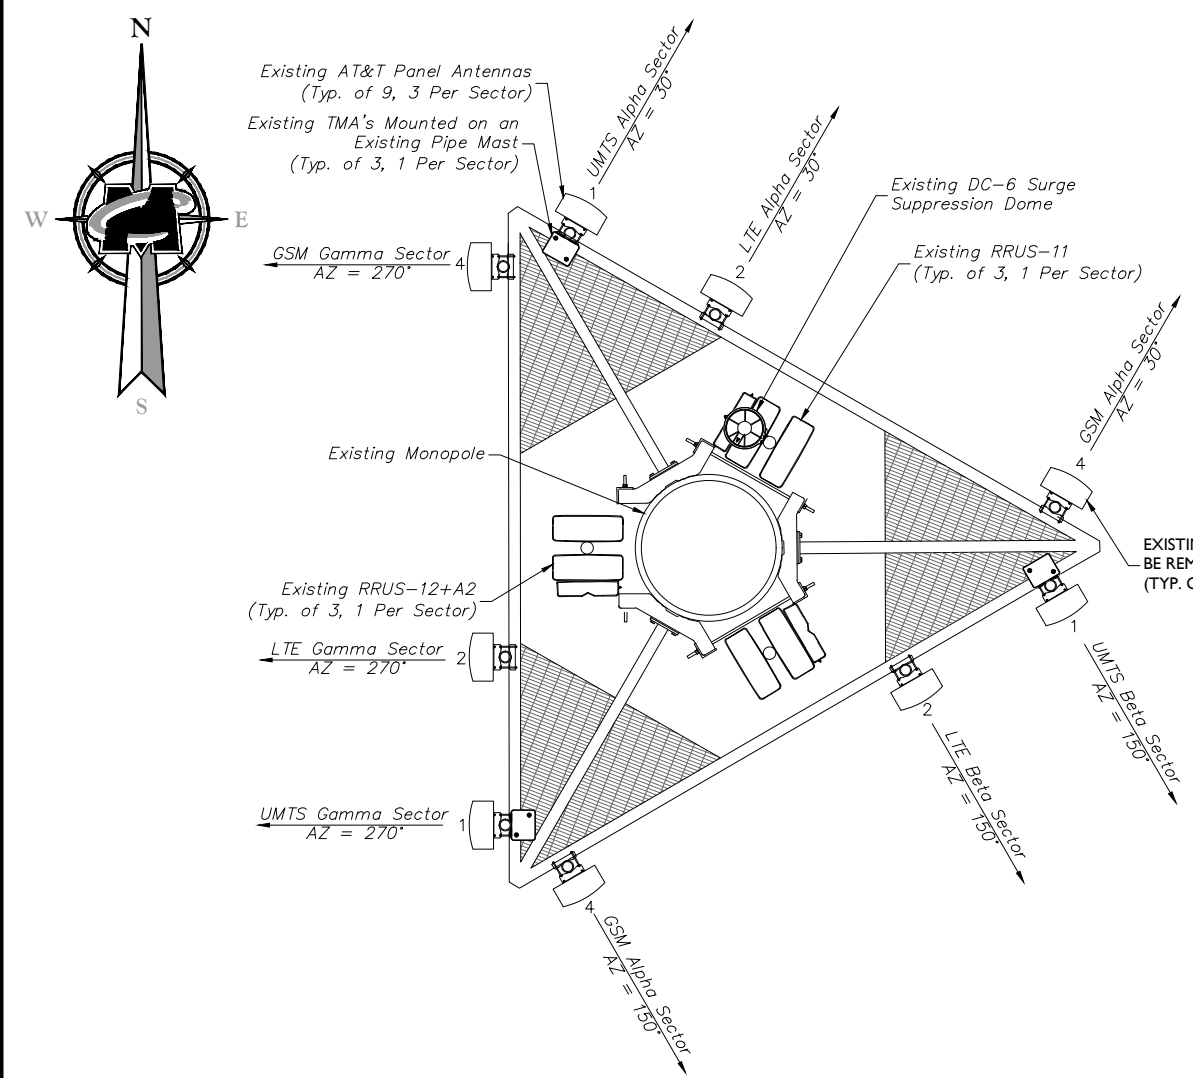 N
W
E
S
Existing AT&T Panel Antennas
(Typ. of 9, 3 Per Sector)
Existing TMA's Mounted on an
Existing Pipe Mast
(Typ. of 3, 1 Per Sector)
1
UMTS Alpha Sector
AZ = 30°
2
LTE Alpha Sector
AZ = 30°
Existing DC-6 Surge
Suppression Dome
Existing RRUS-11
(Typ. of 3, 1 Per Sector)
GSM Gamma Sector
AZ = 270°
4
GSM Alpha Sector
AZ = 30°
4
Existing Monopole
EXISTIN
BE REM
(TYP. C
Existing RRUS-12+A2
(Typ. of 3, 1 Per Sector)
1
UMTS Beta Sector
AZ = 150°
LTE Gamma Sector
AZ = 270°
2
2
LTE Beta Sector
AZ = 150°
UMTS Gamma Sector
AZ = 270°
1
4
GSM Alpha Sector
AZ = 150°